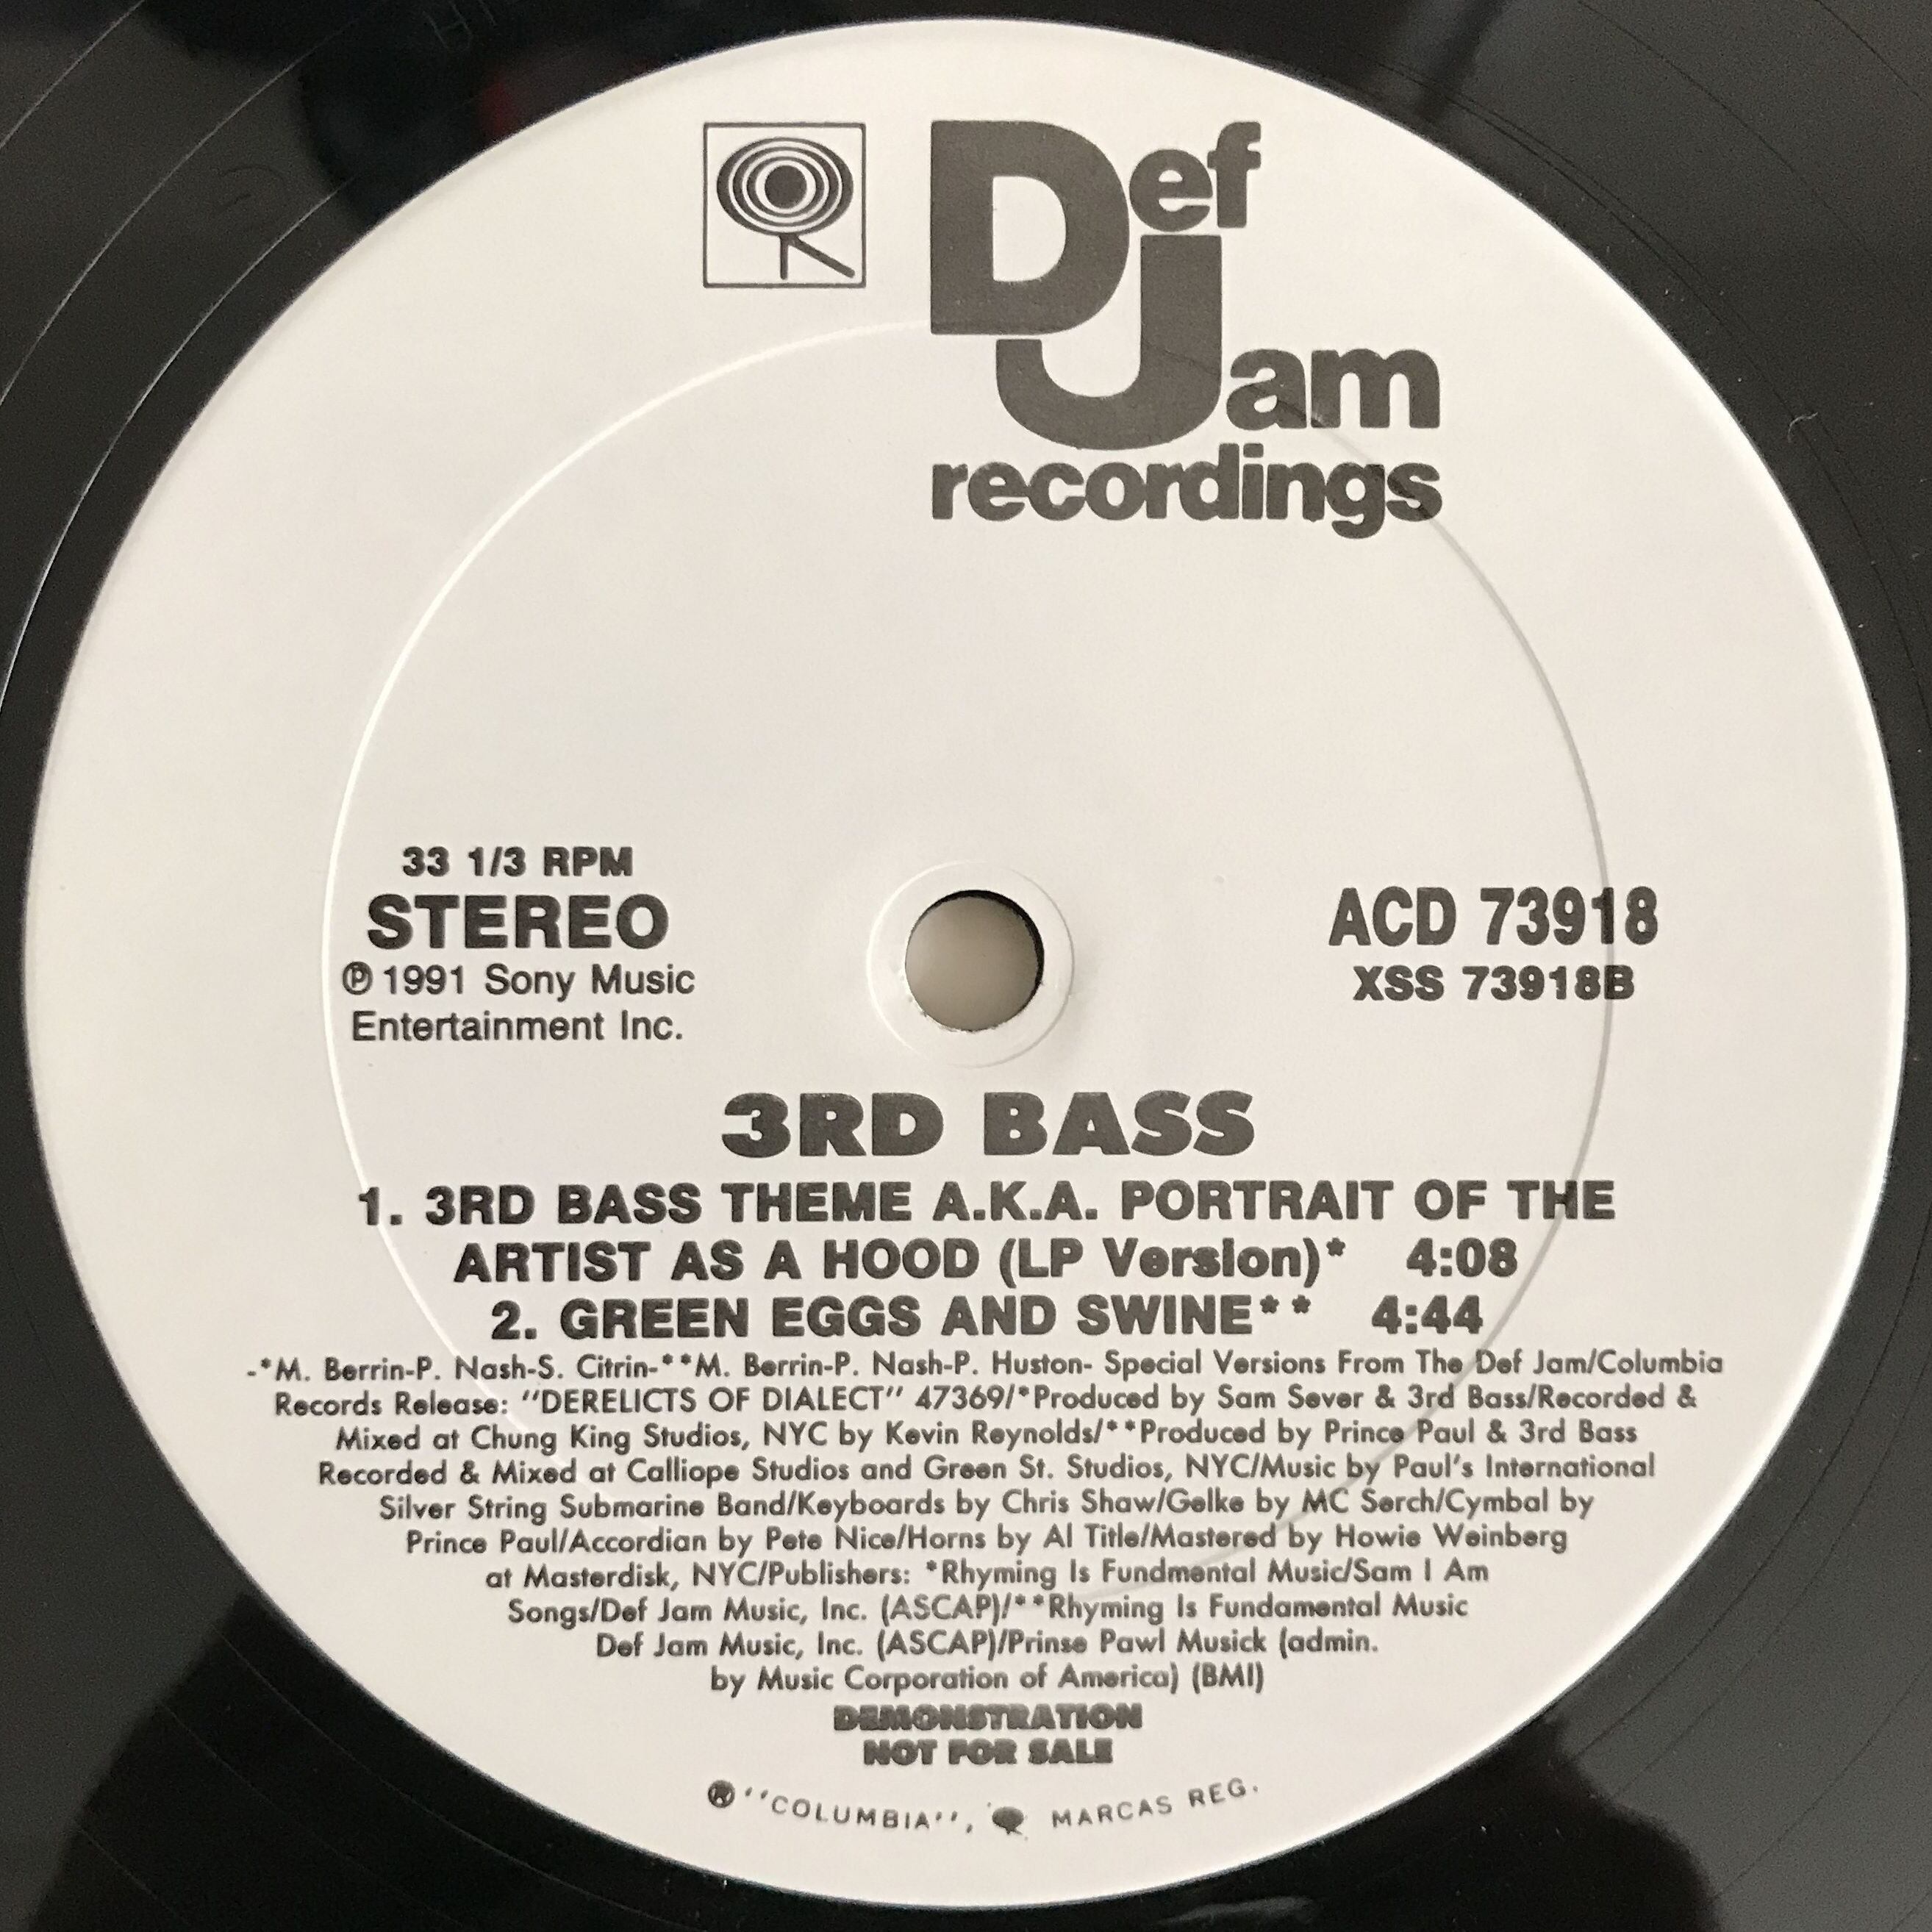 Def
Jam
recordings
33 1/3 RPM
STEREO
℗ 1991 Sony Music
Entertainment Inc.
ACD 73918
XSS 73918B
3RD BASS
1. 3RD BASS THEME A.K.A. PORTRAIT OF THE
ARTIST AS A HOOD (LP Version)* 4:08
2. GREEN EGGS AND SWINE** 4:44
-*M. Berrin-P. Nash-S. Citrin-**M. Berrin-P. Nash-P. Huston- Special Versions From The Def Jam/Columbia
Records Release: "DERELICTS OF DIALECT" 47369/*Produced by Sam Sever & 3rd Bass/Recorded &
Mixed at Chung King Studios, NYC by Kevin Reynolds/**Produced by Prince Paul & 3rd Bass
Recorded & Mixed at Calliope Studios and Green St. Studios, NYC/Music by Paul's International
Silver String Submarine Band/Keyboards by Chris Shaw/Gelke by MC Serch/Cymbal by
Prince Paul/Accordian by Pete Nice/Horns by Al Title/Mastered by Howie Weinberg
at Masterdisk, NYC/Publishers: *Rhyming Is Fundmental Music/Sam I Am
Songs/Def Jam Music, Inc. (ASCAP)/**Rhyming Is Fundamental Music
Def Jam Music, Inc. (ASCAP)/Prinse Pawl Musick (admin.
by Music Corporation of America) (BMI)
DEMONSTRATION
NOT FOR SALE
® "COLUMBIA", MARCAS REG.